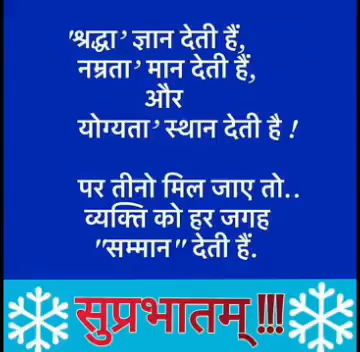 'श्रद्धा' ज्ञान देती हैं,
नम्रता' मान देती हैं,
और
योग्यता' स्थान देती है !
पर तीनो मिल जाए तो..
व्यक्ति को हर जगह
"सम्मान" देती हैं.
सुप्रभातम् !!!